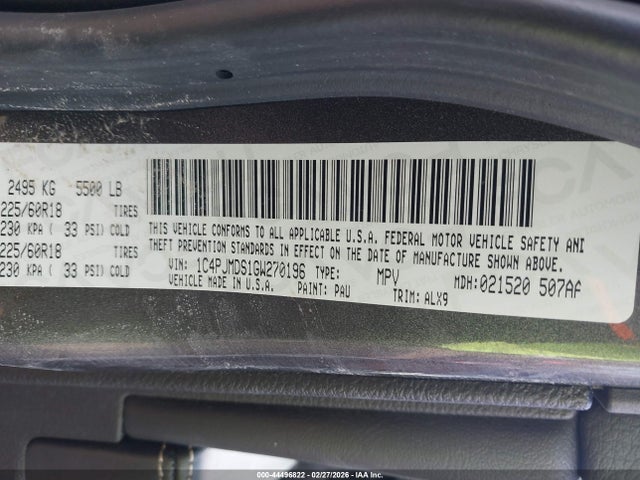 2495 KG 5500 LB
225/60R18 TIRES
230 KPA ( 33 PSI) COLD
225/60R18 TIRES
230 KPA ( 33 PSI) COLD
THIS VEHICLE CONFORMS TO ALL APPLICABLE U.S.A. FEDERAL MOTOR VEHICLE SAFETY AND
THEFT PREVENTION STANDARDS IN EFFECT ON THE DATE OF MANUFACTURE SHOWN ABOVE.
VIN: 1C4PJMDS1GW270196 TYPE: MPV MDH: 021520 507AF
VEHICLE MADE IN U.S.A. PAINT: PAU TRIM: ALX9
000-44496822 - 02/27/2026 - IAA Inc.